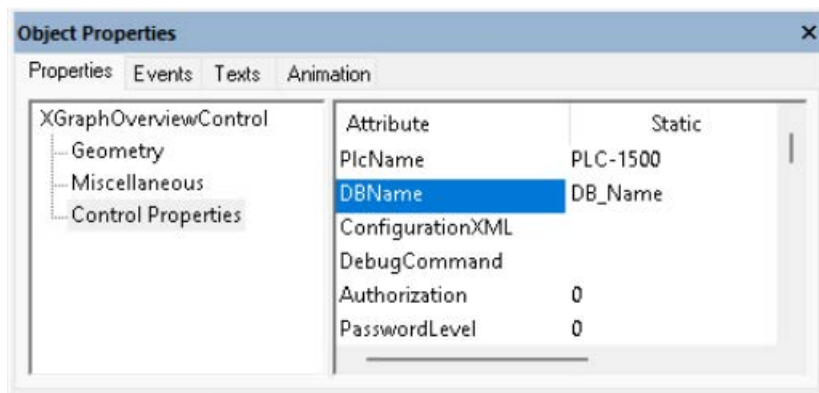 Object Properties
Properties Events Texts Animation
XGraphOverviewControl
Geometry
Miscellaneous
Control Properties
Attribute Static
PlcName PLC-1500
DBName DB_Name
ConfigurationXML
DebugCommand
Authorization 0
PasswordLevel 0